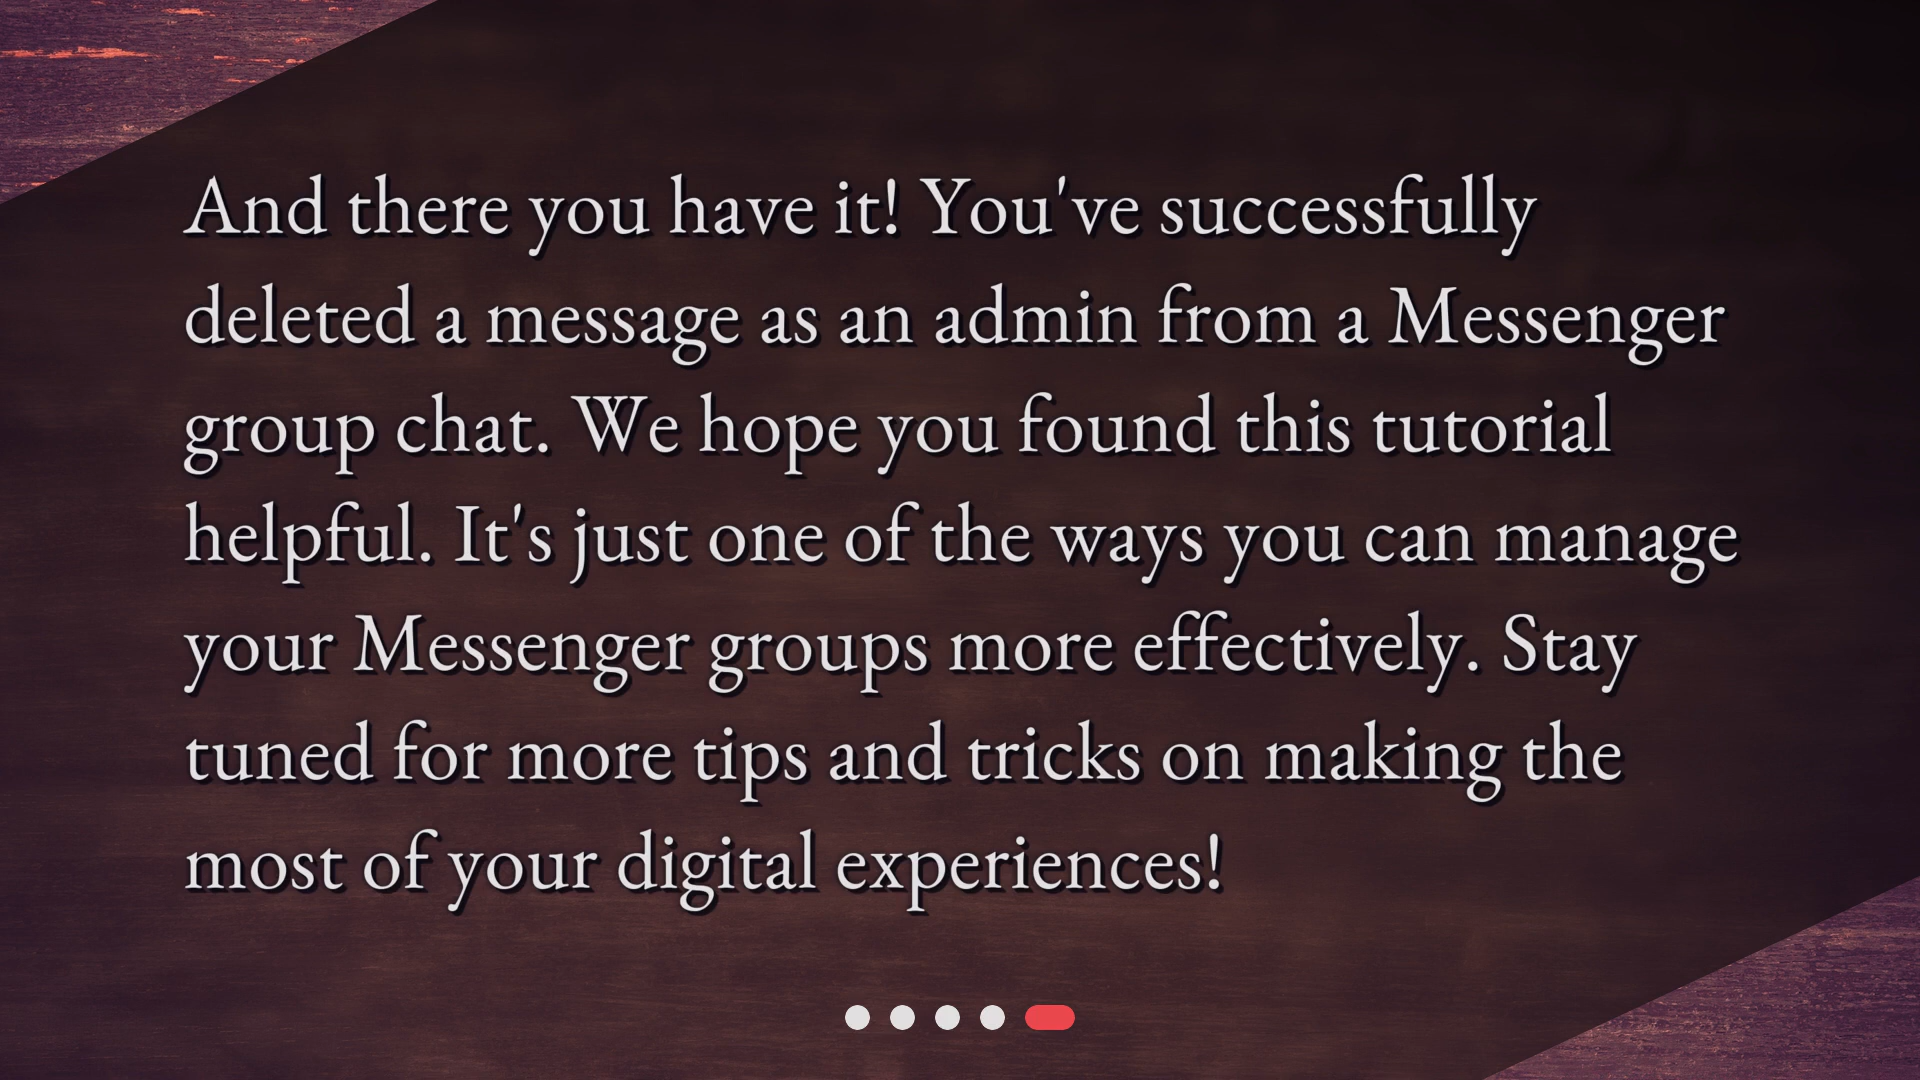 And there you have it! You've successfully
deleted a message as an admin from a Messenger
group chat. We hope you found this tutorial
helpful. It's just one of the ways you can manage
your Messenger groups more effectively. Stay
tuned for more tips and tricks on making the
most of your digital experiences!